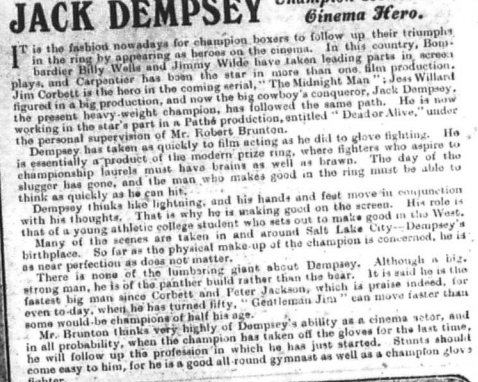 JACK DEMPSEY
Cinema Hero.
IT is the fashion nowadays for champion boxers to follow up their triumphs
in the ring by appearing as heroes on the cinema. In this country, Bom-
bardier Billy Wells and Jimmy Wilde have taken leading parts in screen
plays, and Carpentier has been the star in more than one film production.
Jim Corbett is the hero in the coming serial, "The Midnight Man"; Jess Willard
figured in a big production, and now the big cowboy's conqueror, Jack Dempsey,
the present heavy-weight champion, has followed the same path. He is now
working in the star's part in a Pathé production, entitled "Dead or Alive," under
the personal supervision of Mr. Robert Brunton.
Dempsey has taken as quickly to film acting as he did to glove fighting. He
is essentially a product of the modern prize ring, where fighters who aspire to
championship laurels must have brains as well as brawn. The day of the
slugger has gone, and the man who makes good in the ring must be able to
think as quickly as he can hit.
Dempsey thinks like lightning, and his hands and feet move in conjunction
with his thoughts. That is why he is making good on the screen. His role is
that of a young athletic college student who sets out to make good in the West.
Many of the scenes are taken in and around Salt Lake City—Dempsey's
birthplace. So far as the physical make-up of the champion is concerned, he is
as near perfection as does not matter.
There is none of the lumbering giant about Dempsey. Although a big,
strong man, he is of the panther build rather than the bear. It is said he is the
fastest big man since Corbett and Peter Jackson, which is praise indeed, for
even to-day, when he has turned fifty, "Gentleman Jim" can move faster than
some would-be champions of half his age.
Mr. Brunton thinks very highly of Dempsey's ability as a cinema actor, and
in all probability, when the champion has taken off the gloves for the last time,
he will follow up the profession in which he has just started. Stunts should
come easy to him, for he is a good all-round gymnast as well as a champion glove
fighter.